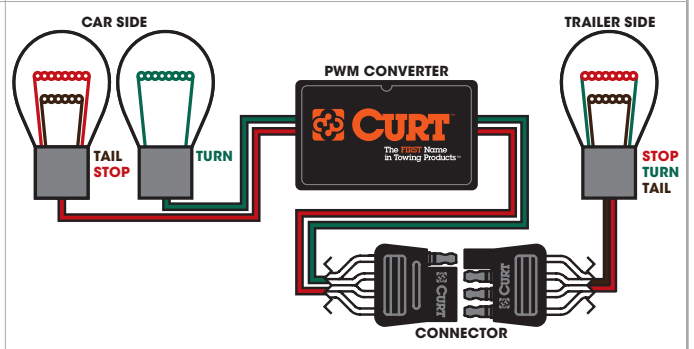 CAR SIDE
TRAILER SIDE
PWM CONVERTER
CURT
The FIRST Name
in Towing Products
TAIL
STOP
TURN
STOP
TURN
TAIL
CURT
CURT
CONNECTOR